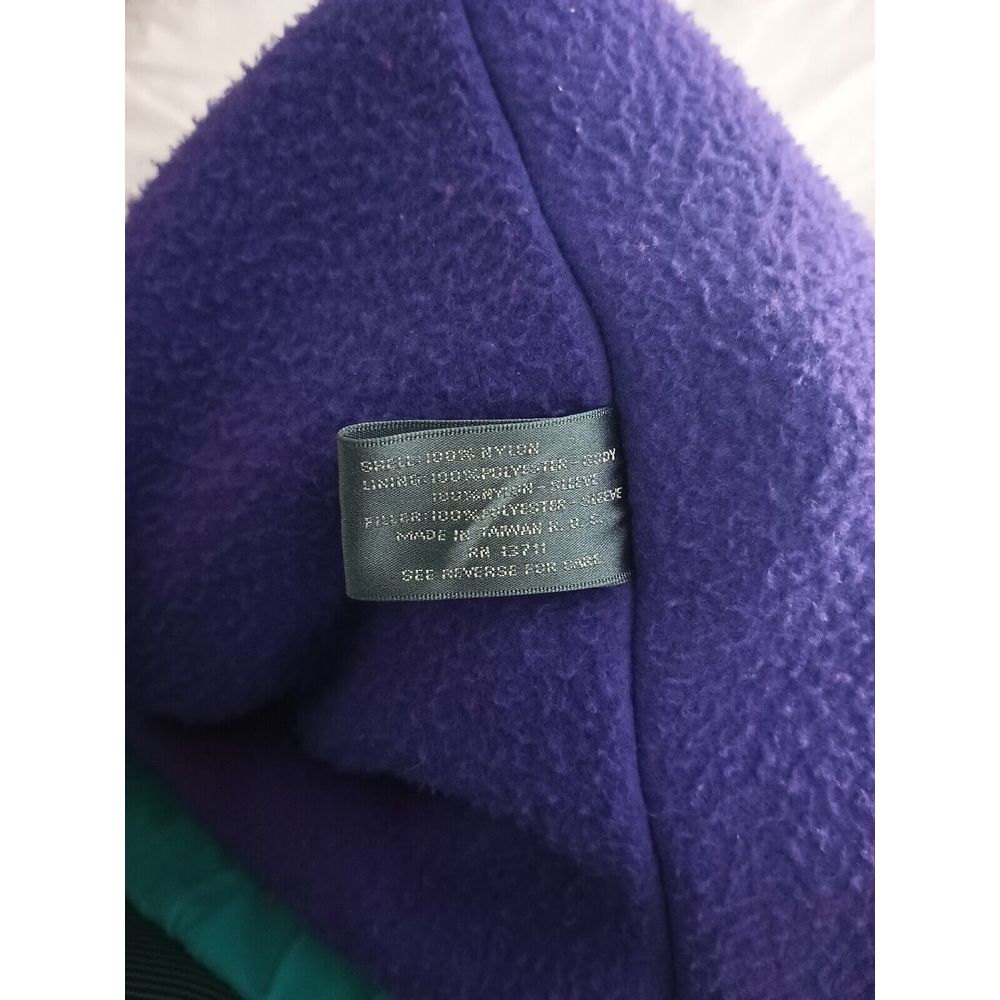 SHELL-100% NYLON
LINING-100%POLYESTER - BODY
100%NYLON - SLEEVE
FILLER-100%POLYESTER-SLEEVE
MADE IN TAIWAN R.O.C.
RN 13711
SEE REVERSE FOR CARE